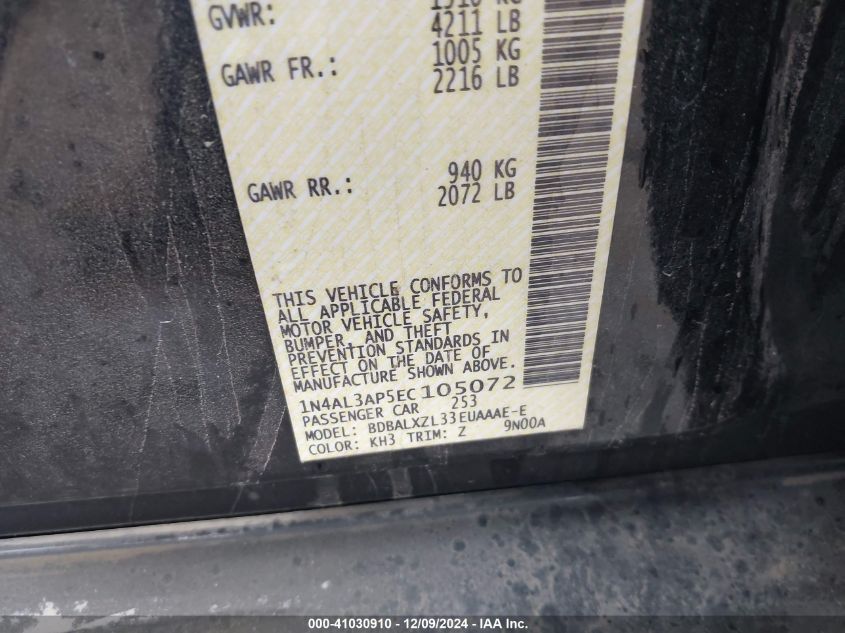 GVWR:
4211 LB
GAWR FR.: 1005 KG
2216 LB
GAWR RR.: 940 KG
2072 LB
THIS VEHICLE CONFORMS TO
ALL APPLICABLE FEDERAL
MOTOR VEHICLE SAFETY,
BUMPER, AND THEFT
PREVENTION STANDARDS IN
EFFECT ON THE DATE OF
MANUFACTURE SHOWN ABOVE.
1N4AL3AP5EC105072
PASSENGER CAR 253
MODEL: BDBALXZL33EUAAAE-E
COLOR: KH3 TRIM: Z 9N00A
000-41030910 - 12/09/2024 - IAA Inc.